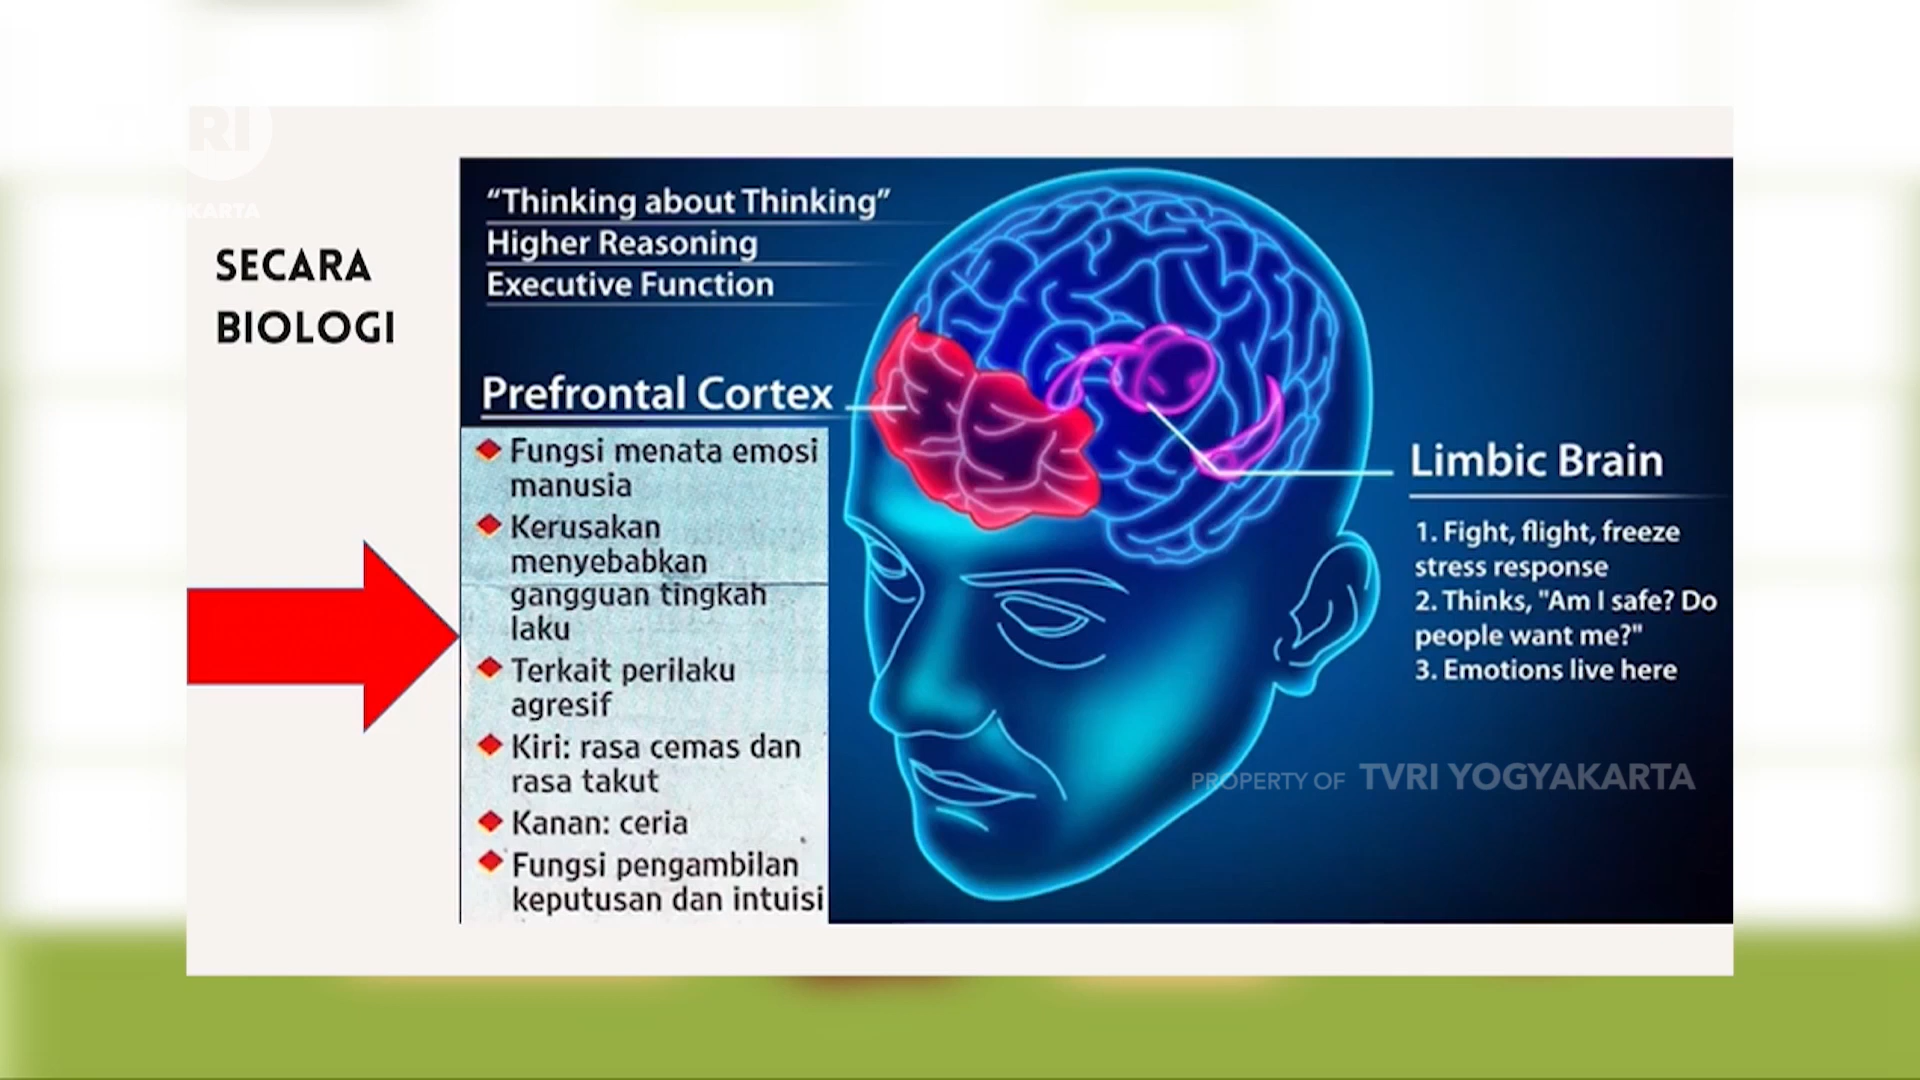 RI
KARTA
SECARA
BIOLOGI
“Thinking about Thinking”
Higher Reasoning
Executive Function
Prefrontal Cortex
Fungsi menata emosi
manusia
Kerusakan
menyebabkan
gangguan tingkah
laku
Terkait perilaku
agresif
Kiri: rasa cemas dan
rasa takut
Kanan: ceria
Fungsi pengambilan
keputusan dan intuisi
Limbic Brain
1. Fight, flight, freeze
stress response
2. Thinks, "Am I safe? Do
people want me?"
3. Emotions live here
PROPERTY OF TVRI YOGYAKARTA